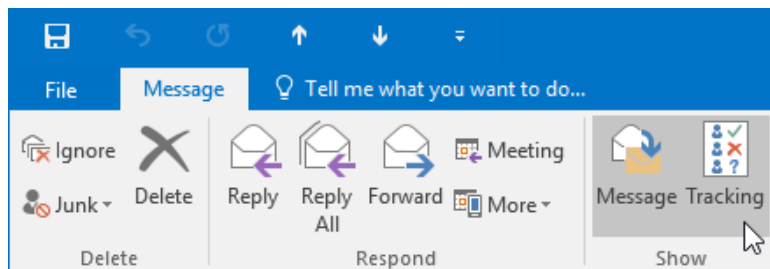 File Message Tell me what you want to do...
Ignore
Junk
Delete
Reply
Reply
All
Forward
Meeting
More
Message
Tracking
?
Delete
Respond
Show